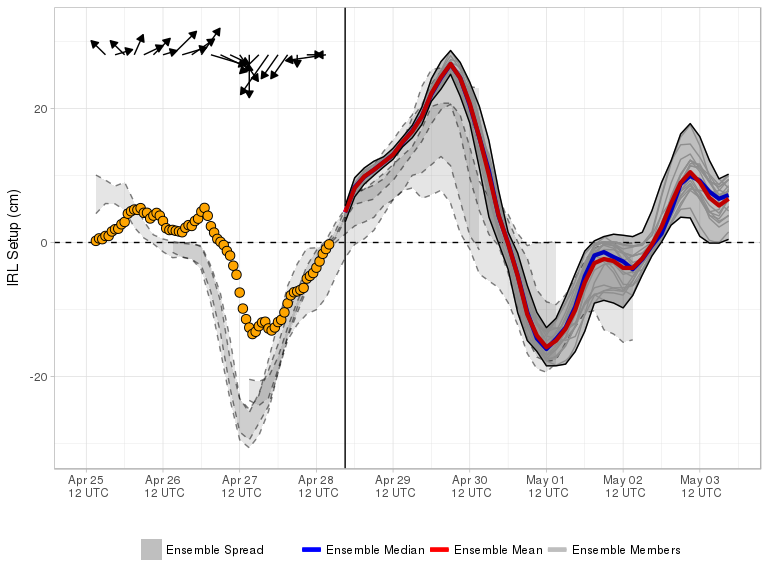 IRL Setup (cm)
20
0
-20
Apr 25 Apr 26 Apr 27 Apr 28 Apr 29 Apr 30 May 01 May 02 May 03
12 UTC 12 UTC 12 UTC 12 UTC 12 UTC 12 UTC 12 UTC 12 UTC 12 UTC
Ensemble Spread Ensemble Median Ensemble Mean Ensemble Members